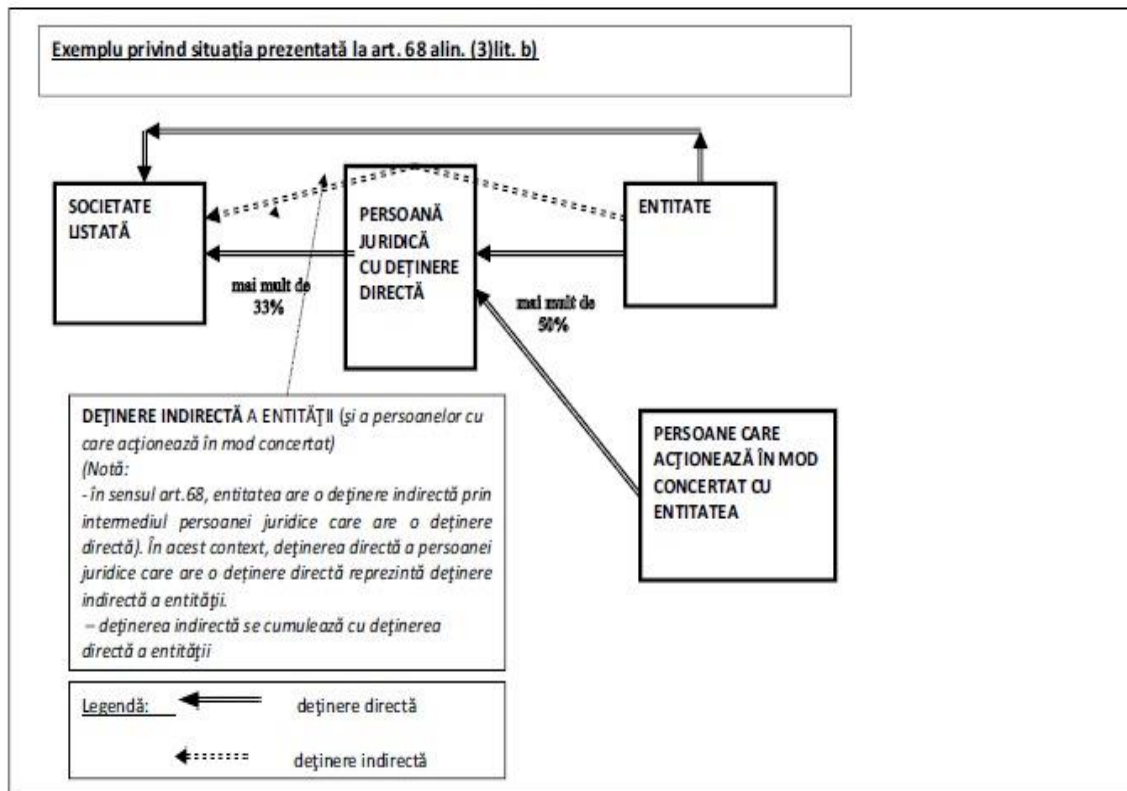 Exemplu privind situația prezentată la art. 68 alin. (3)lit. b)
SOCIETATE
LISTATĂ
PERSOANĂ
JURIDICĂ
CU DEȚINERE
DIRECTĂ
ENTITATE
mai mult de
33%
mai mult de
50%
DEȚINERE INDIRECTĂ A ENTITĂȚII (și a persoanelor cu
care acționează în mod concertat)
(Notă:
- în sensul art.68, entitatea are o deținere indirectă prin
intermediul persoanei juridice care are o deținere
directă). În acest context, deținerea directă a persoanei
juridice care are o deținere directă reprezintă deținere
indirectă a entității.
– deținerea indirectă se cumulează cu deținerea
directă a entității
PERSOANE CARE
ACȚIONEAZĂ ÎN MOD
CONCERTAT CU
ENTITATEA
Legendă:
deținere directă
deținere indirectă